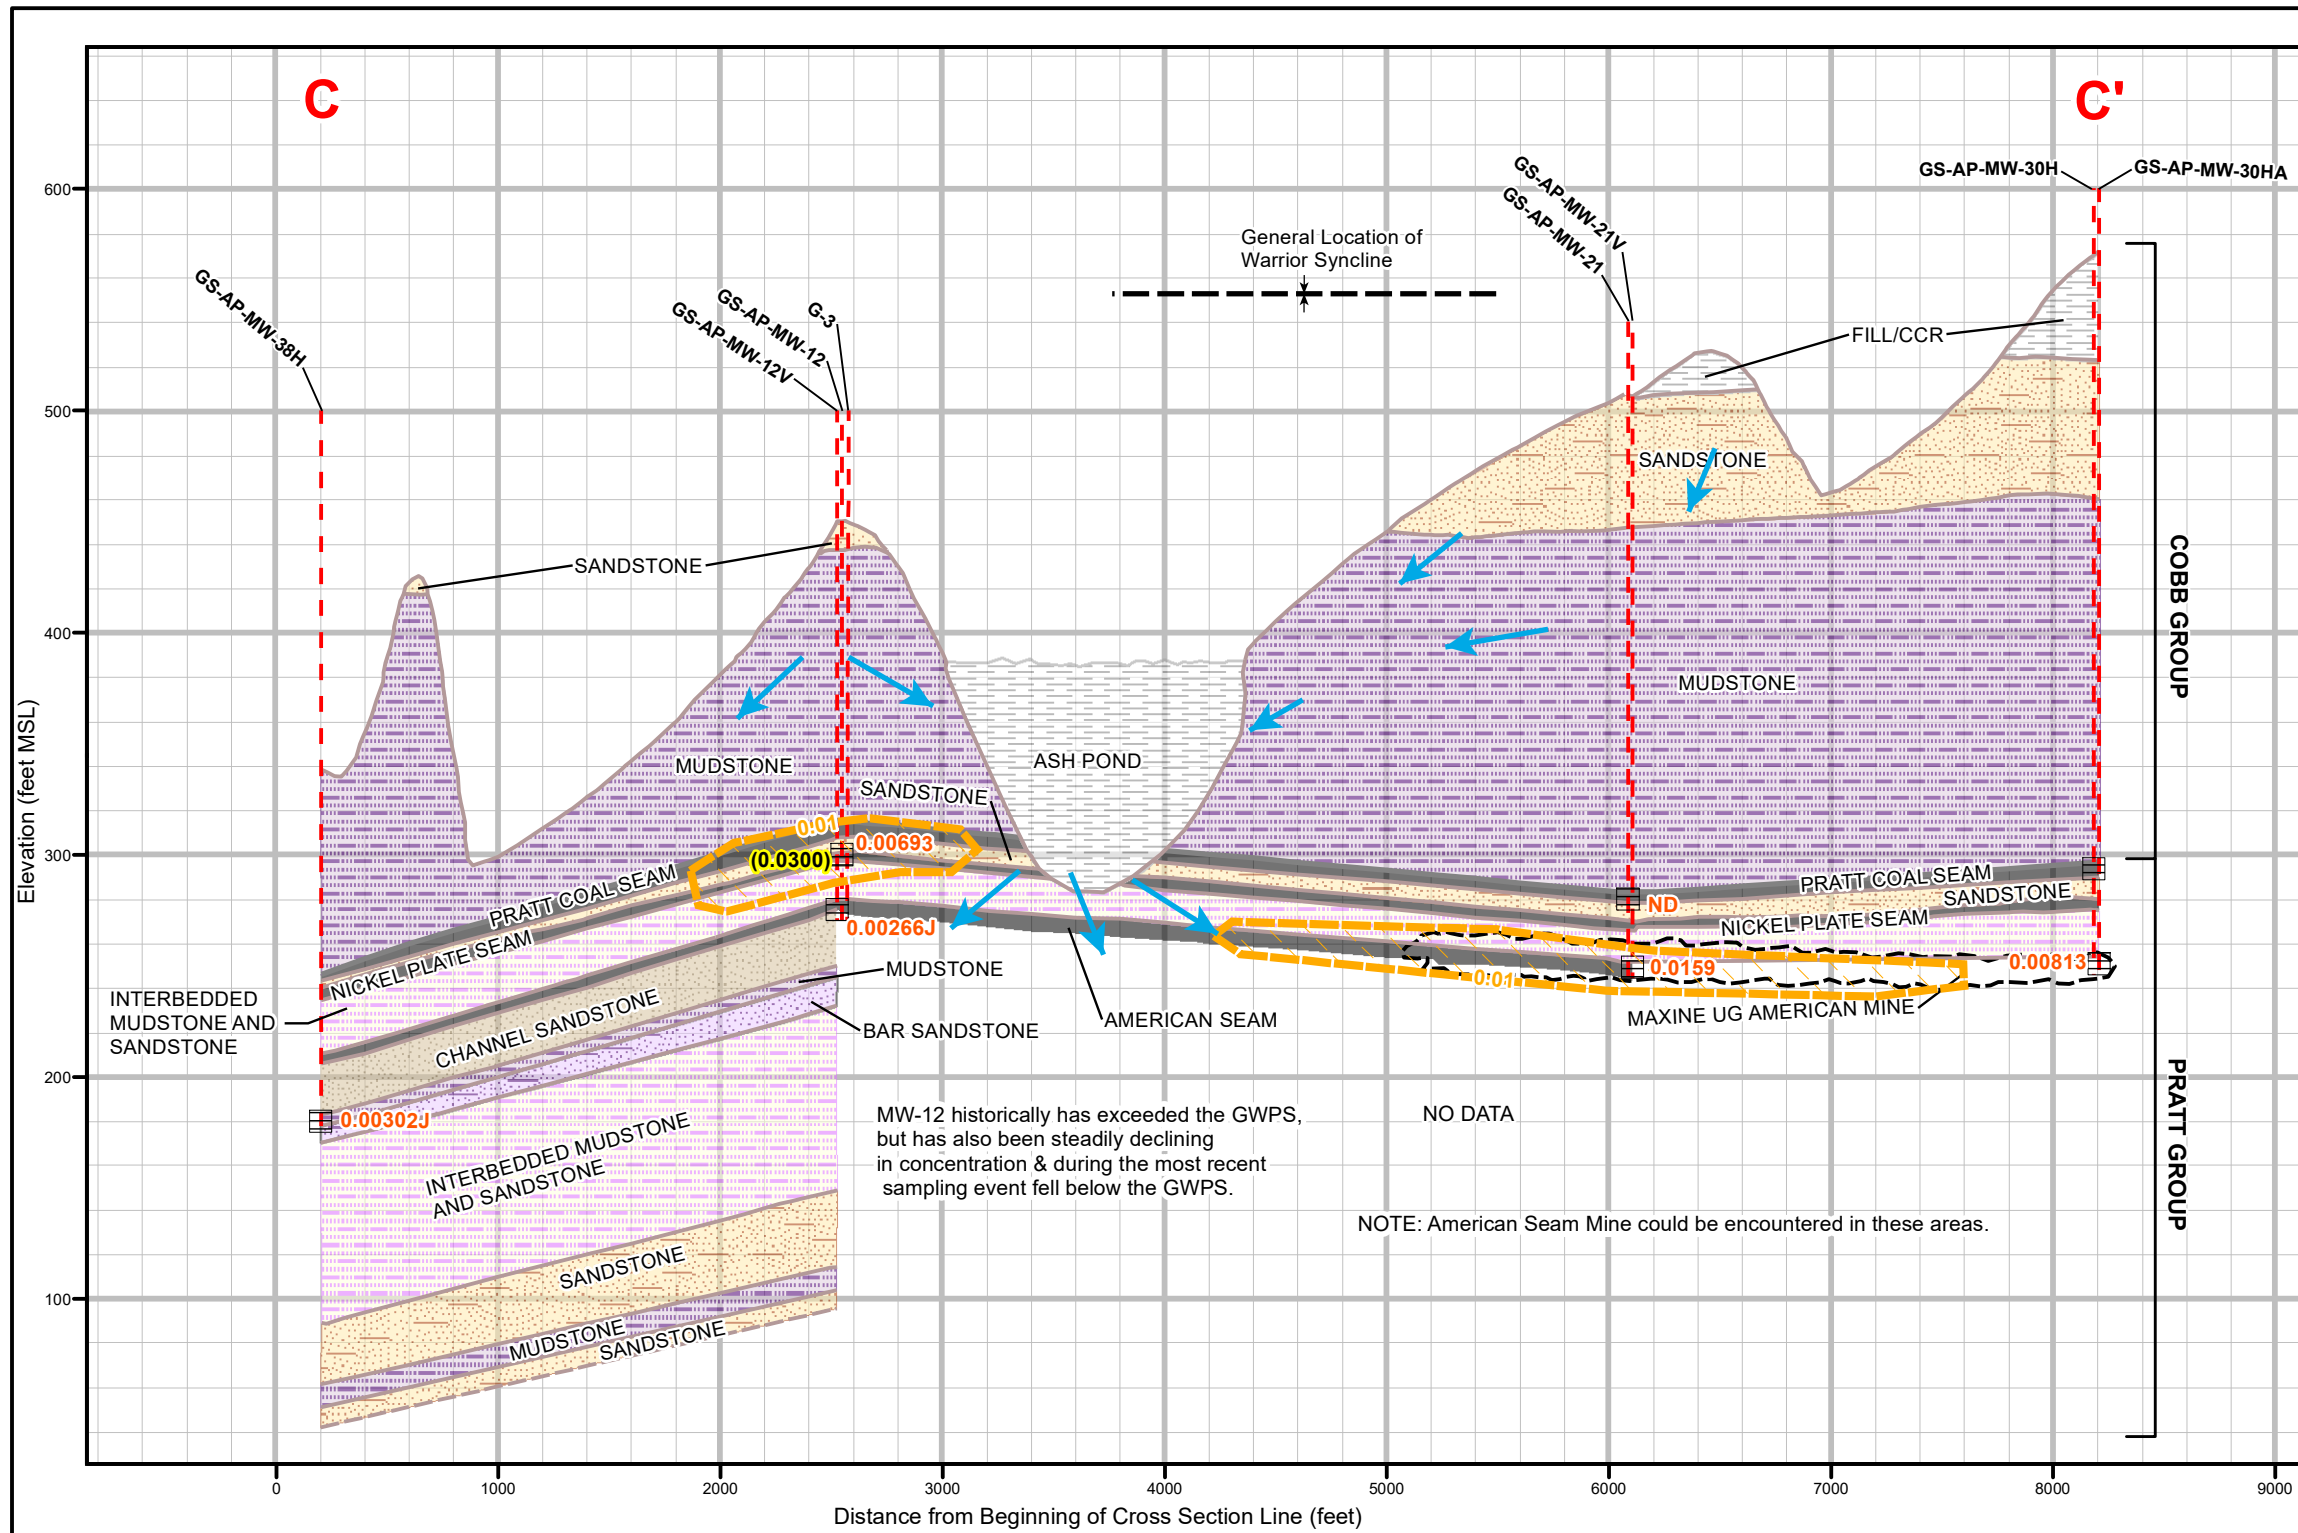 C
C'
GS-AP-MW-30H
GS-AP-MW-30HA
GS-AP-MW-21V
GS-AP-MW-21
General Location of
Warrior Syncline
GS-AP-MW-38H
GS-AP-MW-12V
GS-AP-MW-12
G-3
FILL/CCR
SANDSTONE
SANDSTONE
COBB GROUP
MUDSTONE
MUDSTONE
ASH POND
SANDSTONE
0.01
0.00693
(0.0300)
PRATT COAL SEAM
NICKEL PLATE SEAM
PRATT COAL SEAM
SANDSTONE
NICKEL PLATE SEAM
ND
0.00266J
0.0159
0.00813
0.01
MUDSTONE
INTERBEDDED
MUDSTONE AND
SANDSTONE
CHANNEL SANDSTONE
BAR SANDSTONE
AMERICAN SEAM
MAXINE UG AMERICAN MINE
0.00302J
INTERBEDDED MUDSTONE
AND SANDSTONE
MW-12 historically has exceeded the GWPS,
but has also been steadily declining
in concentration & during the most recent
sampling event fell below the GWPS.
NO DATA
PRATT GROUP
NOTE: American Seam Mine could be encountered in these areas.
SANDSTONE
MUDSTONE
SANDSTONE
Elevation (feet MSL)
600
500
400
300
200
100
0
1000
2000
3000
4000
5000
6000
7000
8000
9000
Distance from Beginning of Cross Section Line (feet)